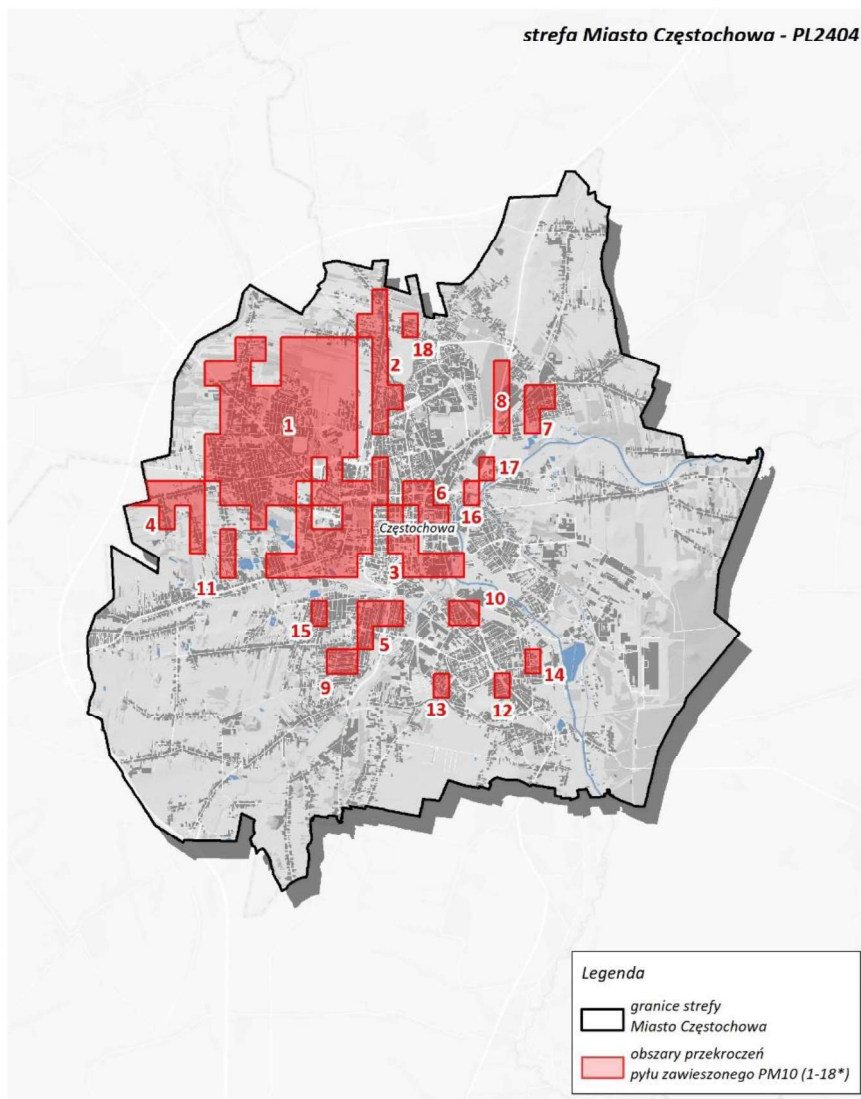 strefa Miasto Częstochowa - PL2404
18
2
1
8
7
17
6
16
4
Częstochowa
3
11
10
15
5
9
14
13
12
Legenda
granice strefy
Miasto Częstochowa
obszary przekroczeń
pyłu zawieszonego PM10 (1-18*)